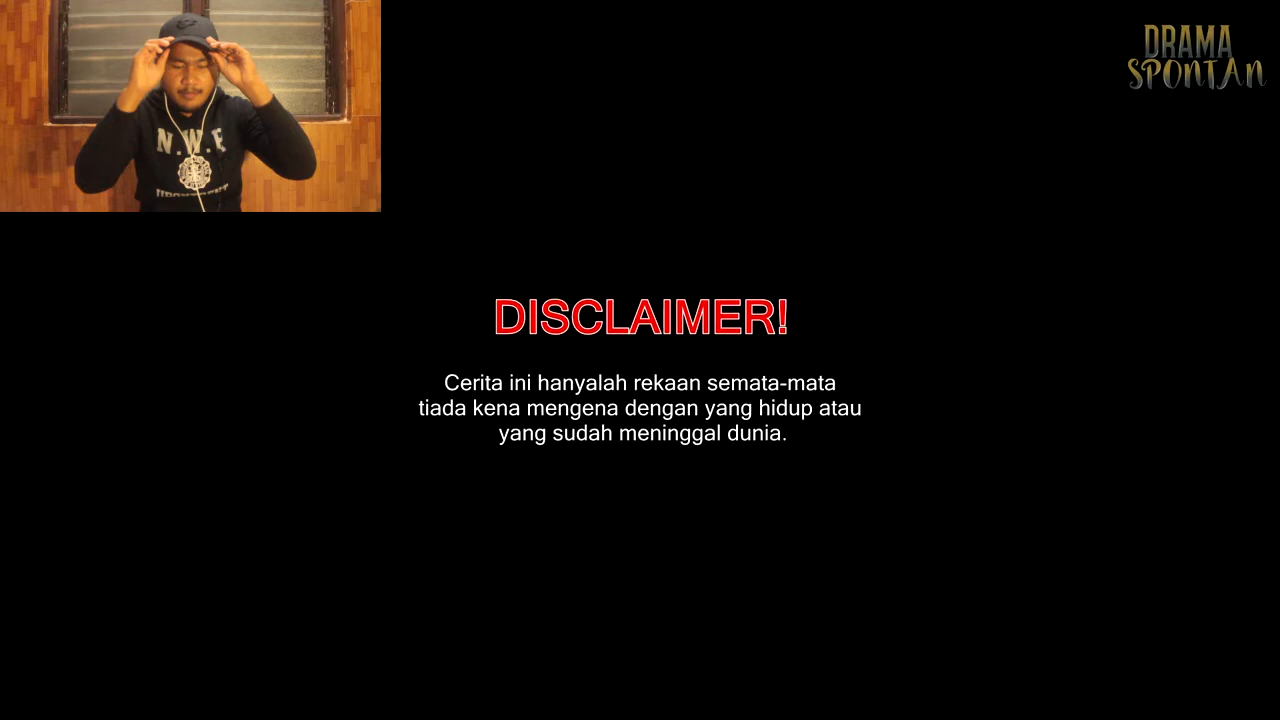 DRAMA
SPONTAN
N.W.F
DISCLAIMER!
Cerita ini hanyalah rekaan semata-mata
tiada kena mengena dengan yang hidup atau
yang sudah meninggal dunia.